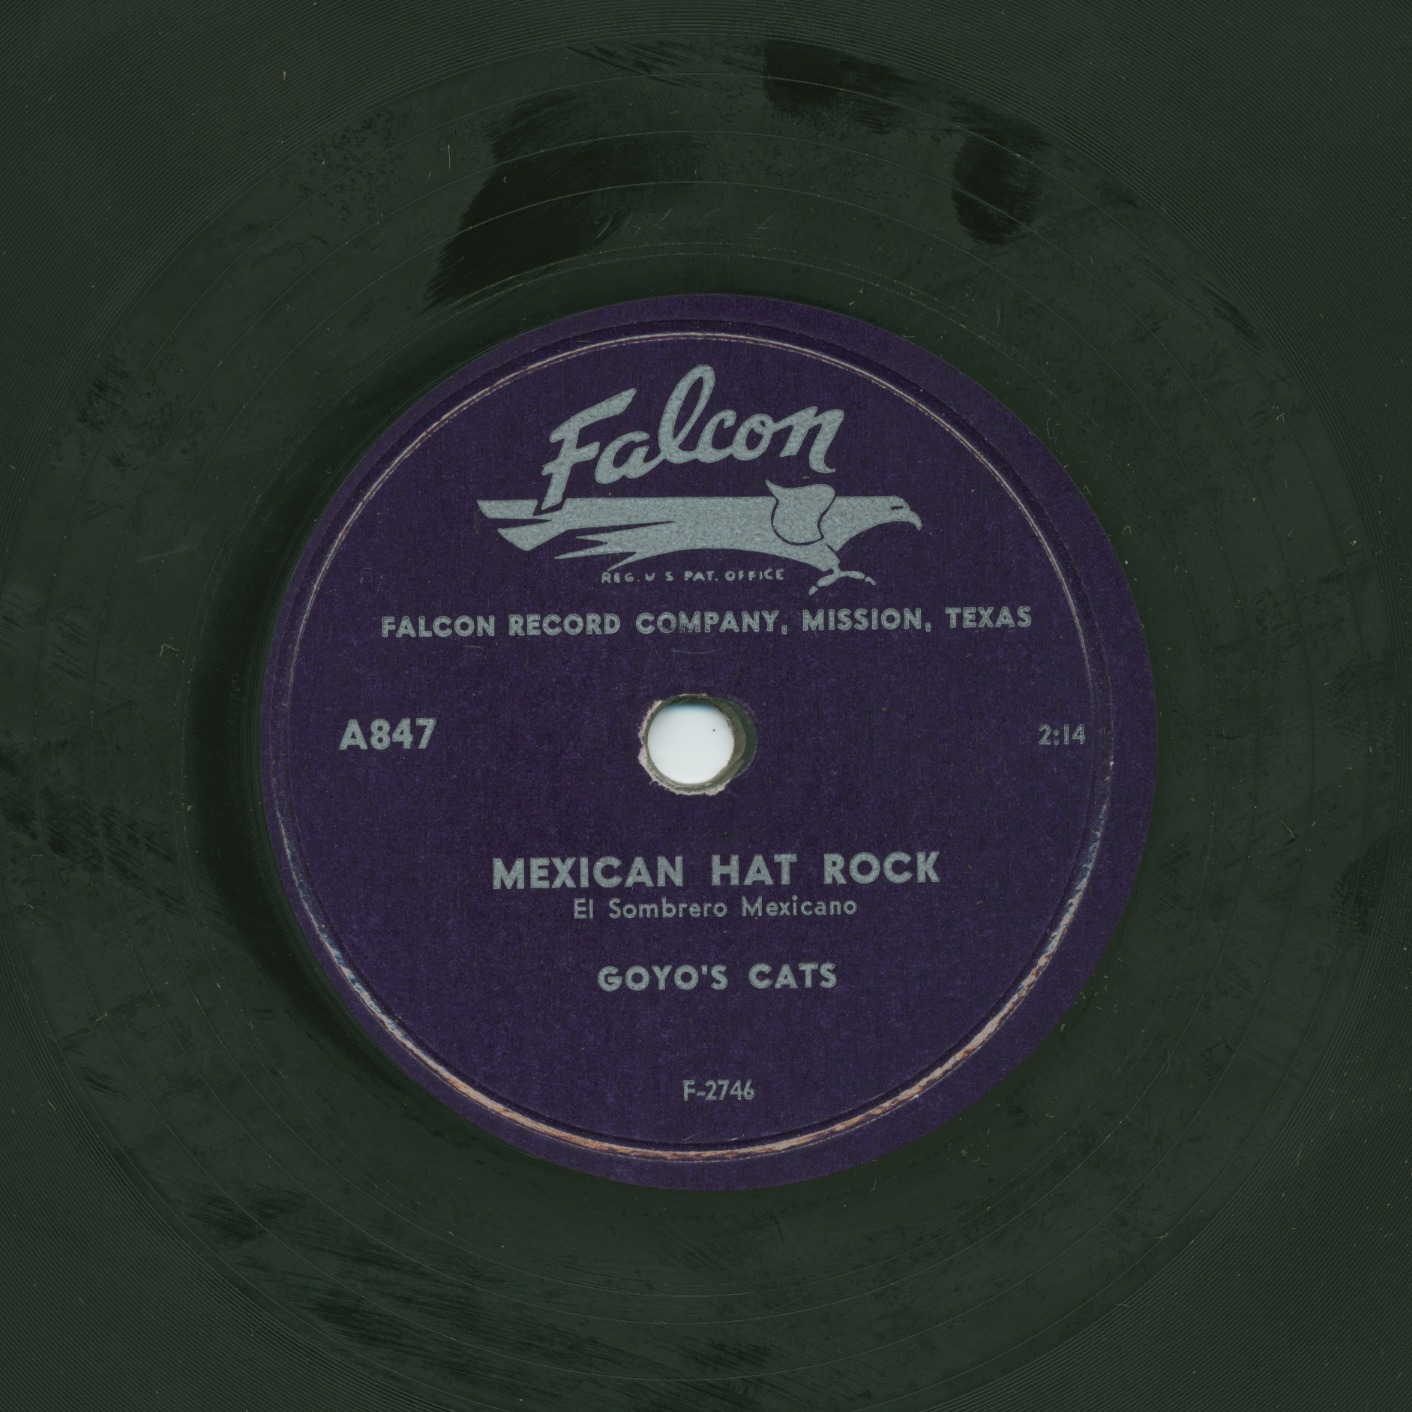 Falcon
REG. U S PAT. OFFICE
FALCON RECORD COMPANY, MISSION, TEXAS
A847
2:14
MEXICAN HAT ROCK
El Sombrero Mexicano
GOYO'S CATS
F-2746